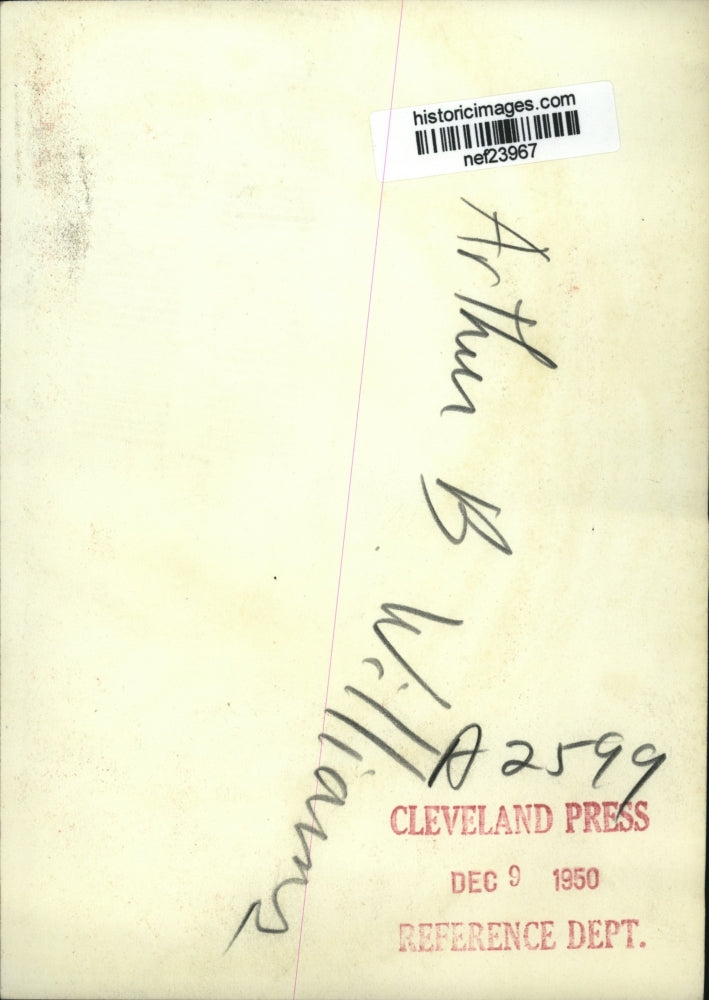 historicimages.com
nef23967
Arthur B Williams
A2599
CLEVELAND PRESS
DEC 9 1950
REFERENCE DEPT.